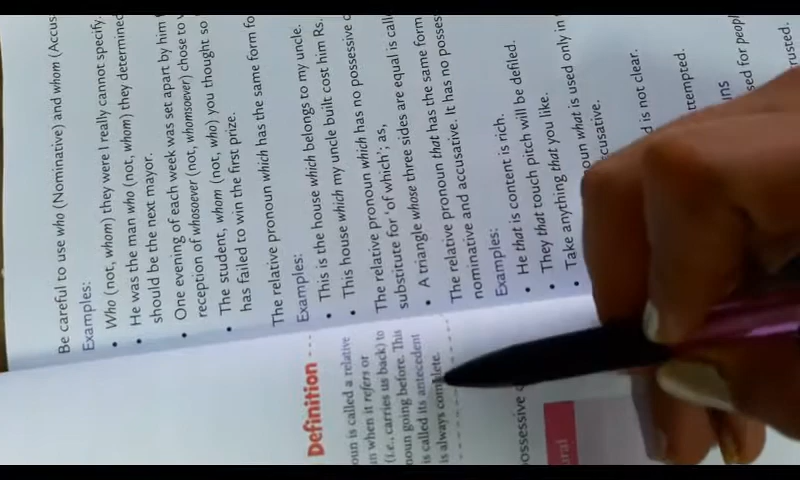 Be careful to use who (Nominative) and whom (Accus
Examples:
• Who (not, whom) they were I really cannot specify.
• He was the man who (not, whom) they determined
should be the next mayor.
• One evening of each week was set apart by him
reception of whosoever (not, whomsoever) chose to
• The student, whom (not, who) you thought so
has failed to win the first prize.
The relative pronoun which has the same form fo
Examples:
• This is the house which belongs to my uncle.
• This house which my uncle built cost him Rs.
The relative pronoun which has no possessive
substitute for 'of which'; as,
• A triangle whose three sides are equal is call
The relative pronoun that has the same form
nominative and accusative. It has no posses
Examples:
• He that is content is rich.
• They that touch pitch will be defiled.
• Take anything that you like.
noun what is used only in
ccusative.
d is not clear.
ttempted.
uns
sed for peopl
rusted.
Definition
oun is called a relative
n when it refers or
(i.e., carries us back) to
noun going before. This
is called its antecedent
is always complete.
ossessive
ural